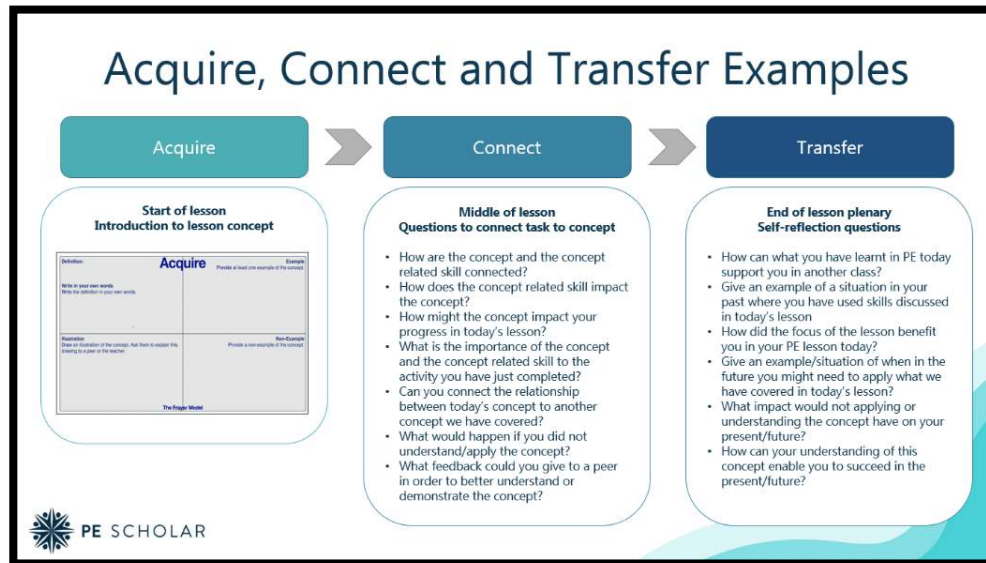 Acquire, Connect and Transfer Examples
Acquire
Connect
Transfer
Start of lesson
Introduction to lesson concept
Definition:
Acquire
Example
Provide at least one example of the concept.
Write in your own words
Write the definition in your own words.
Illustration
Draw an illustration of the concept. Ask them to explain this
drawing to a peer or the teacher.
Non-Example
Provide a non-example of the concept.
The Frayer Model
Middle of lesson
Questions to connect task to concept
• How are the concept and the concept
related skill connected?
• How does the concept related skill impact
the concept?
• How might the concept impact your
progress in today's lesson?
• What is the importance of the concept
and the concept related skill to the
activity you have just completed?
• Can you connect the relationship
between today's concept to another
concept we have covered?
• What would happen if you did not
understand/apply the concept?
• What feedback could you give to a peer
in order to better understand or
demonstrate the concept?
End of lesson plenary
Self-reflection questions
• How can what you have learnt in PE today
support you in another class?
• Give an example of a situation in your
past where you have used skills discussed
in today's lesson
• How did the focus of the lesson benefit
you in your PE lesson today?
• Give an example/situation of when in the
future you might need to apply what we
have covered in today's lesson?
• What impact would not applying or
understanding the concept have on your
present/future?
• How can your understanding of this
concept enable you to succeed in the
present/future?
PE SCHOLAR